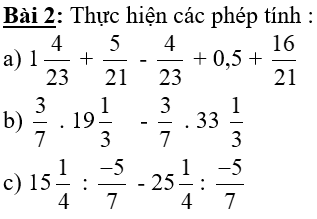 Bài 2: Thực hiện các phép tính :
a) 1 4/23 + 5/21 - 4/23 + 0,5 + 16/21
b) 3/7 . 19 1/3 - 3/7 . 33 1/3
c) 15 1/4 : -5/7 - 25 1/4 : -5/7